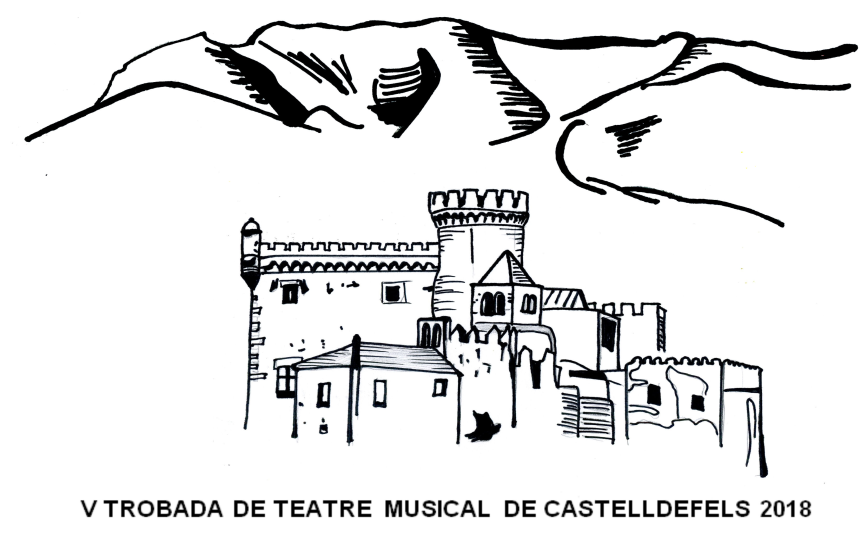 V TROBADA DE TEATRE MUSICAL DE CASTELLDEFELS 2018